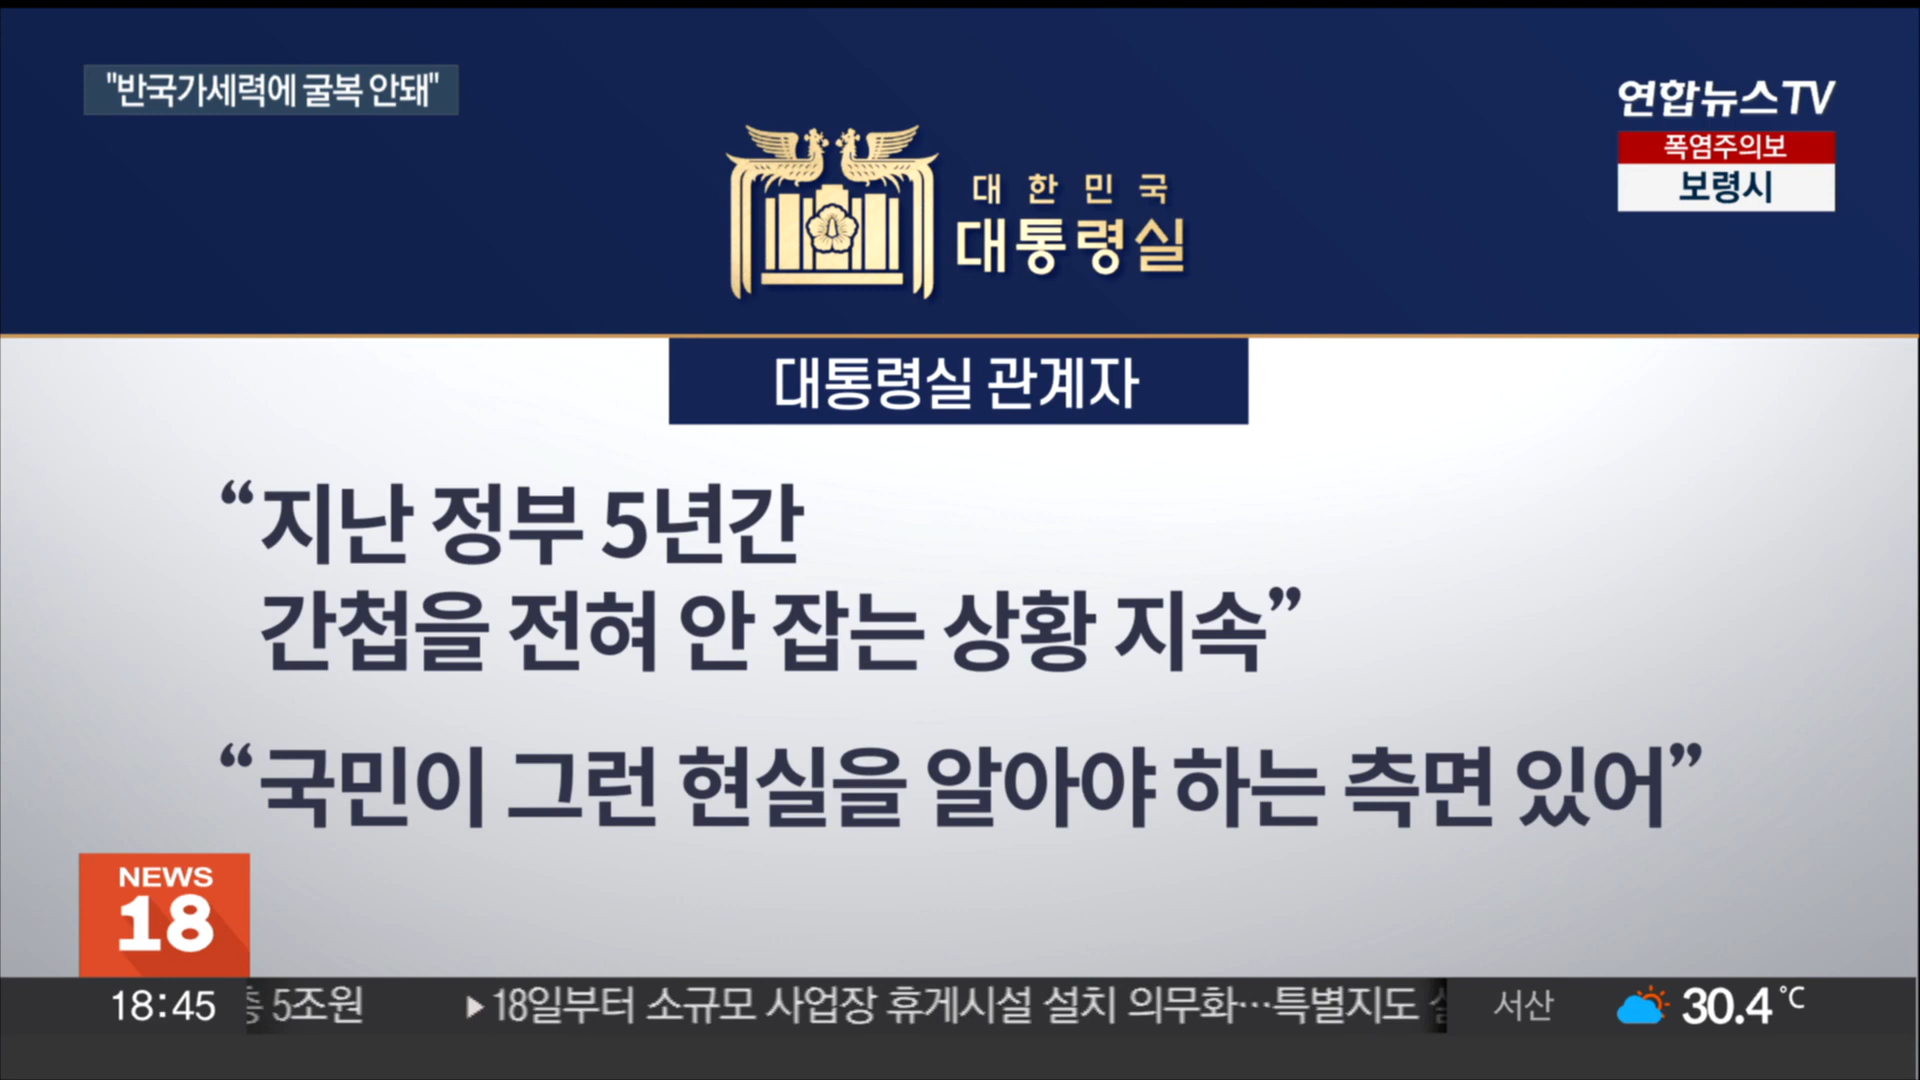 "반국가세력에 굴복 안돼"
연합뉴스TV
폭염주의보
보령시
대한민국
대통령실
대통령실 관계자
“지난 정부 5년간
간첩을 전혀 안 잡는 상황 지속”
“국민이 그런 현실을 알아야 하는 측면 있어”
NEWS
18
18:45 5조원 ▶18일부터 소규모 사업장 휴게시설 설치 의무화…특별지도 서산 30.4℃